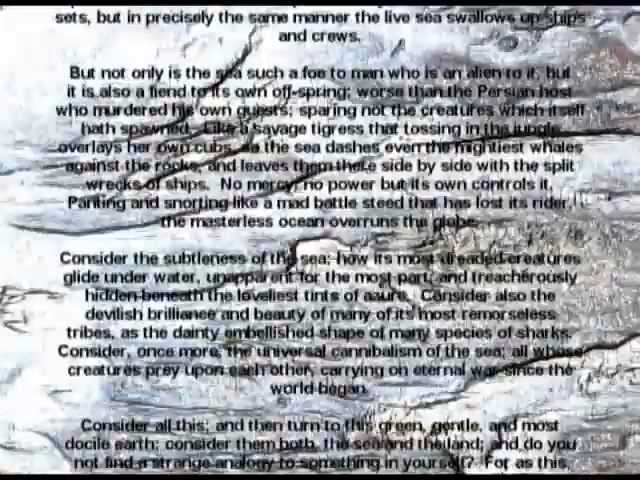 sets, but in precisely the same manner the live sea swallows up ships
and crews.
But not only is the sea such a foe to man who is an alien to it, but
it is also a fiend to its own off-spring; worse than the Persian host
who murdered his own guests; sparing not the creatures which itself
hath spawned. Like a savage tigress that tossing in the jungle
overlays her own cubs, so the sea dashes even the mightiest whales
against the rocks, and leaves them there side by side with the split
wrecks of ships. No mercy, no power but it's own controls it.
Panting and snorting like a mad battle steed that has lost its rider,
the masterless ocean overruns the globe.
Consider the subtleness of the sea; how its most dreaded creatures
glide under water, unapparent for the most part, and treacherously
hidden beneath the loveliest tints of azure. Consider also the
devilish brilliance and beauty of many of it's most remorseless
tribes, as the dainty embellished shape of many species of sharks.
Consider, once more, the universal cannibalism of the sea; all whose
creatures prey upon each other, carrying on eternal war since the
world began.
Consider all this; and then turn to this green, gentle, and most
docile earth; consider them both, the sea and the land; and do you
not find a strange analogy to something in yourself? For as this